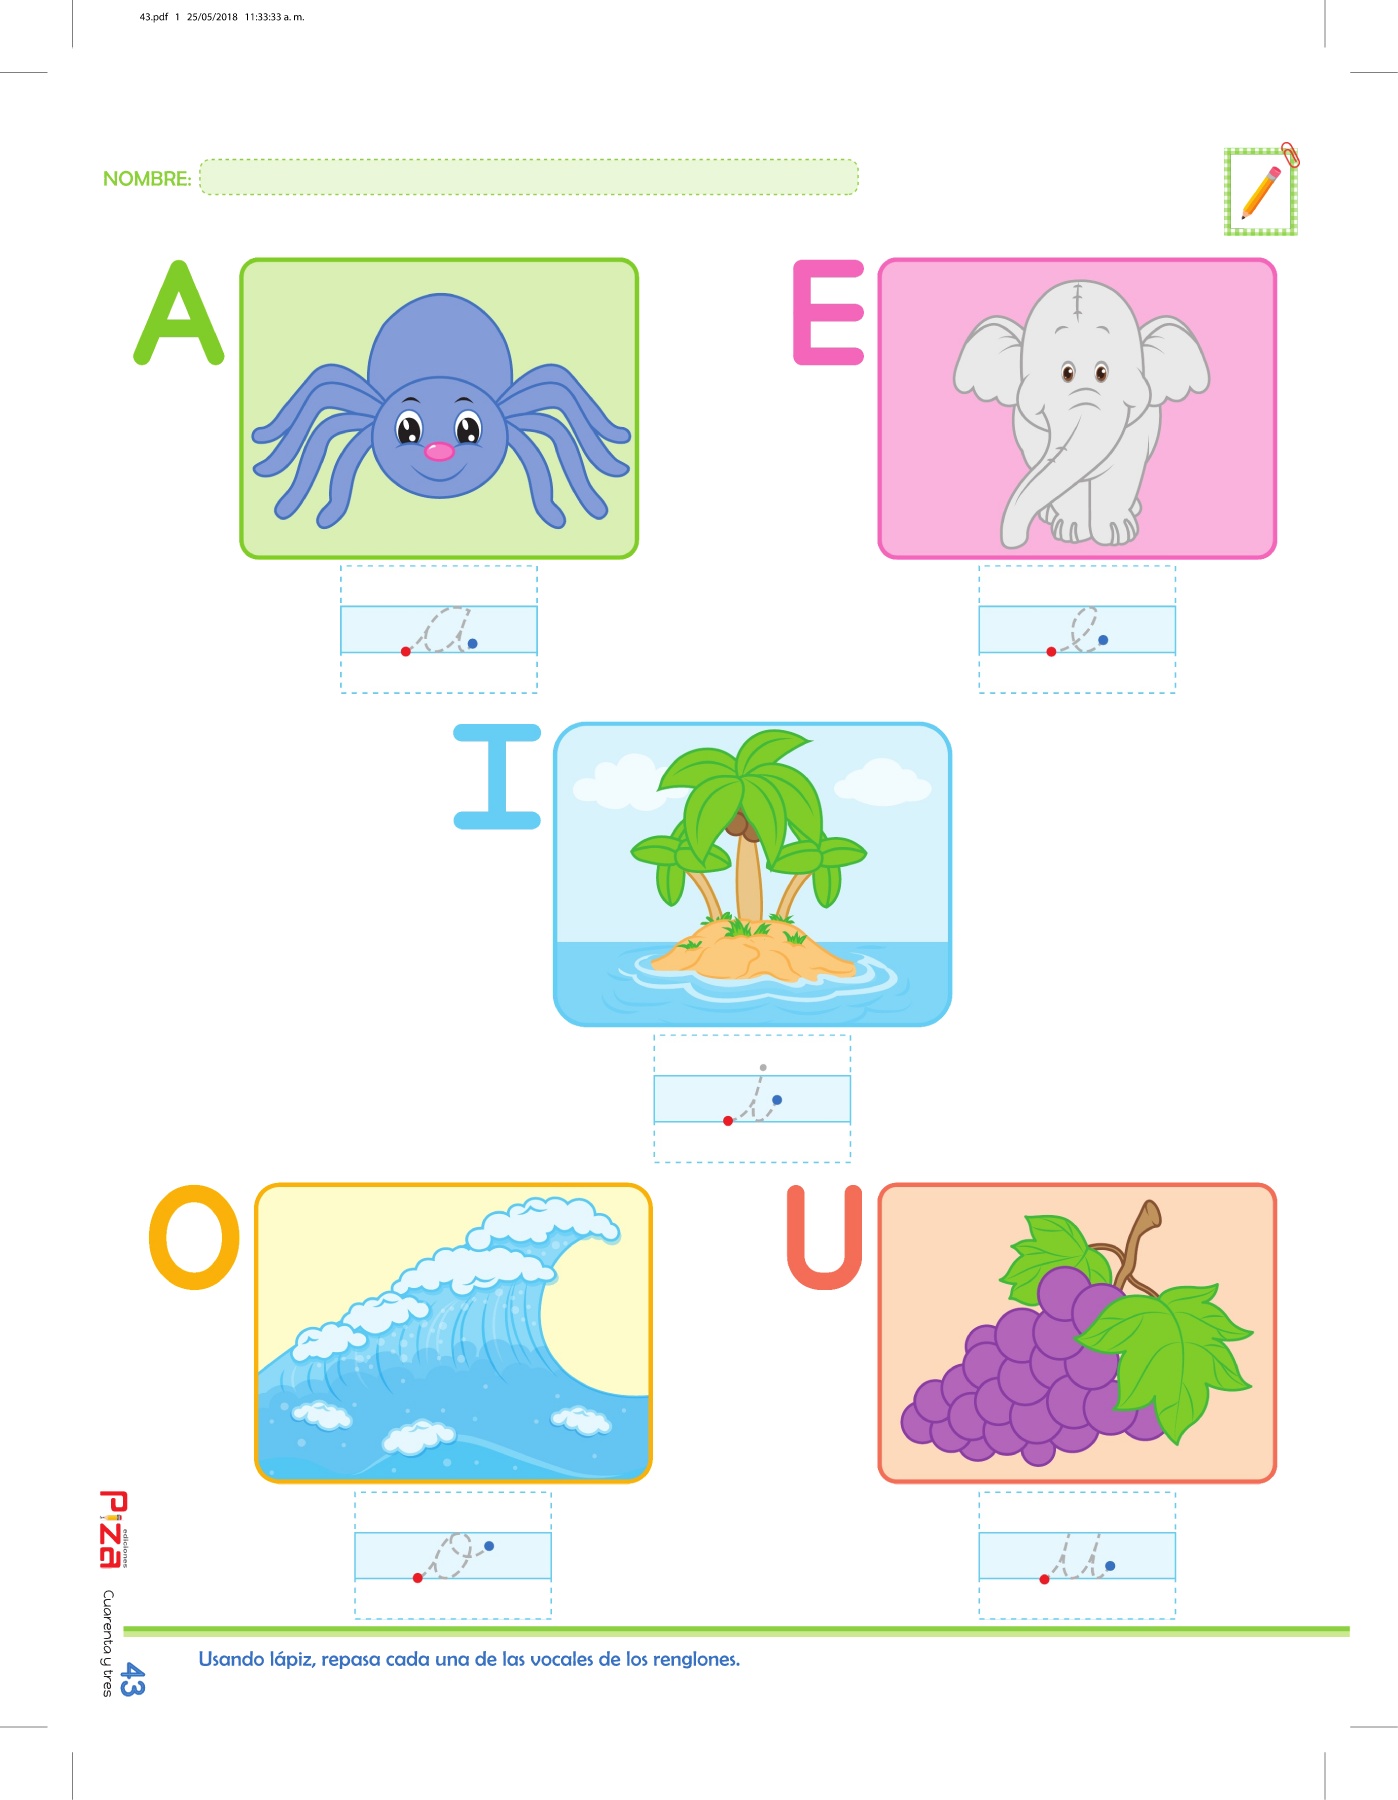 43.pdf 1 25/05/2018 11:33:33 a. m.
NOMBRE:
A
E
a
e
I
i
O
U
o
u
Piza
ediciones
Cuarenta y tres
43
Usando lápiz, repasa cada una de las vocales de los renglones.